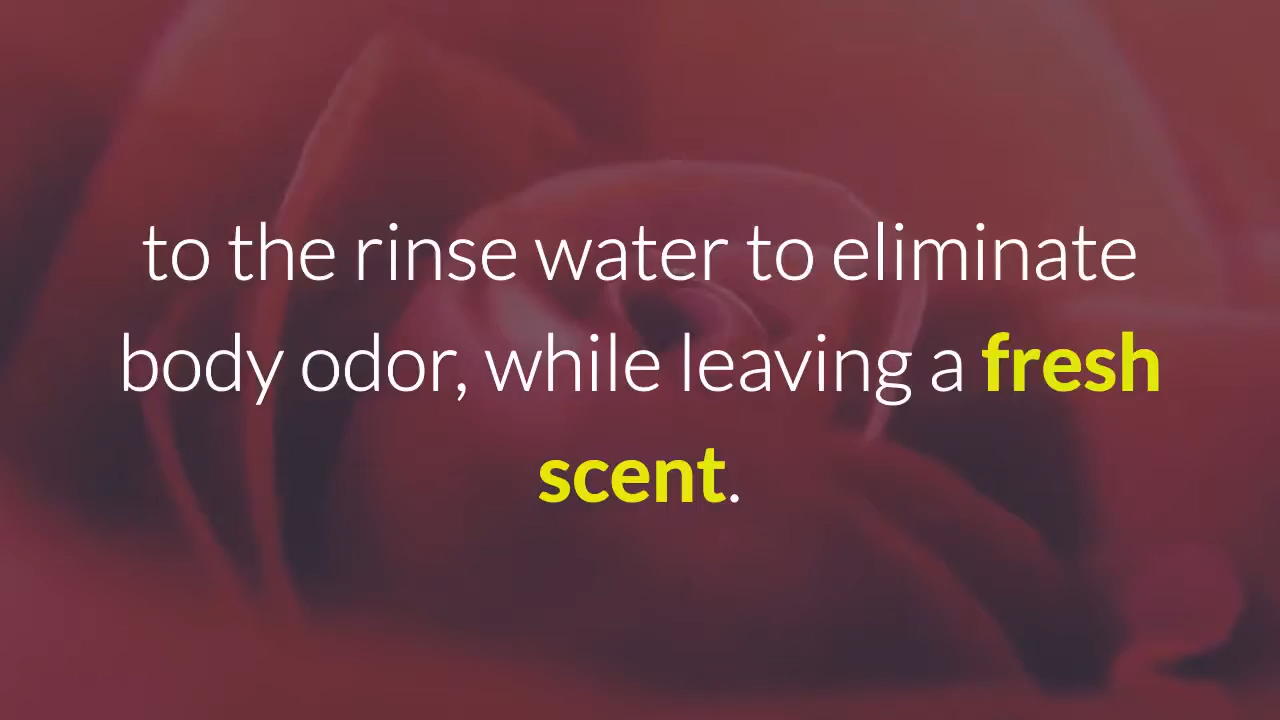 to the rinse water to eliminate
body odor, while leaving a fresh
scent.